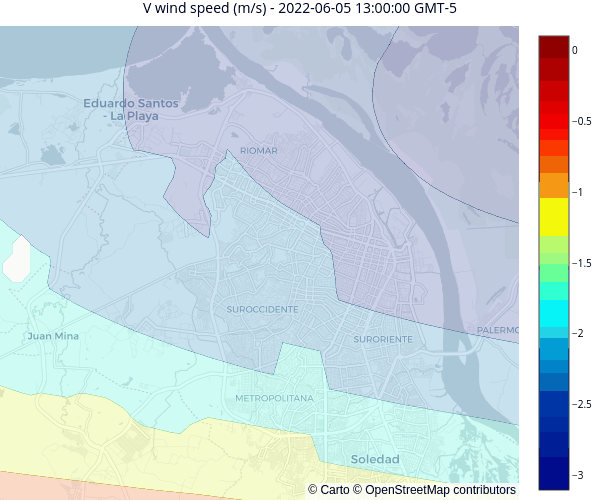 V wind speed (m/s) - 2022-06-05 13:00:00 GMT-5
0
−0.5
−1
−1.5
−2
−2.5
−3
Eduardo Santos
- La Playa
RIOMAR
SUROCCIDENTE
PALERMO
Juan Mina
SURORIENTE
METROPOLITANA
Soledad
© Carto © OpenStreetMap contributors